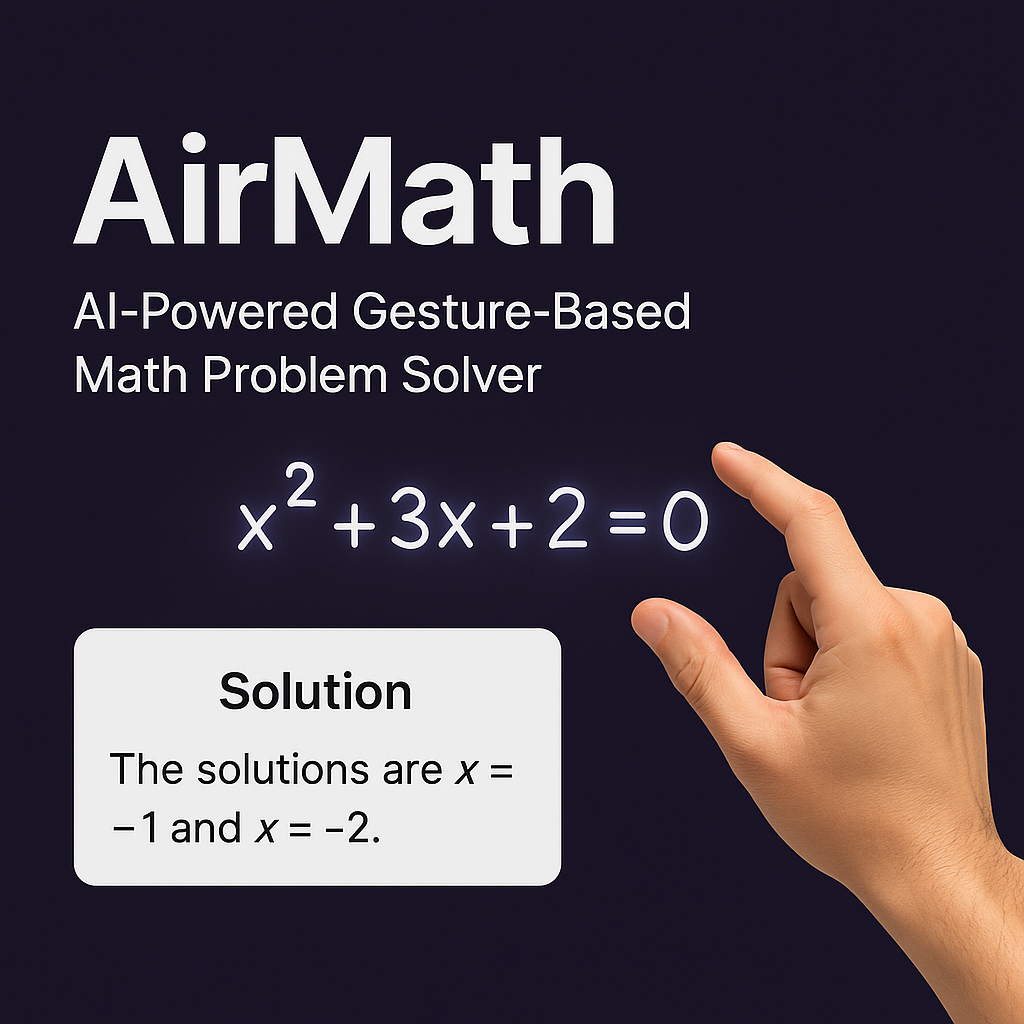 AirMath
AI-Powered Gesture-Based
Math Problem Solver
x² + 3x + 2 = 0
Solution
The solutions are x =
−1 and x = −2.